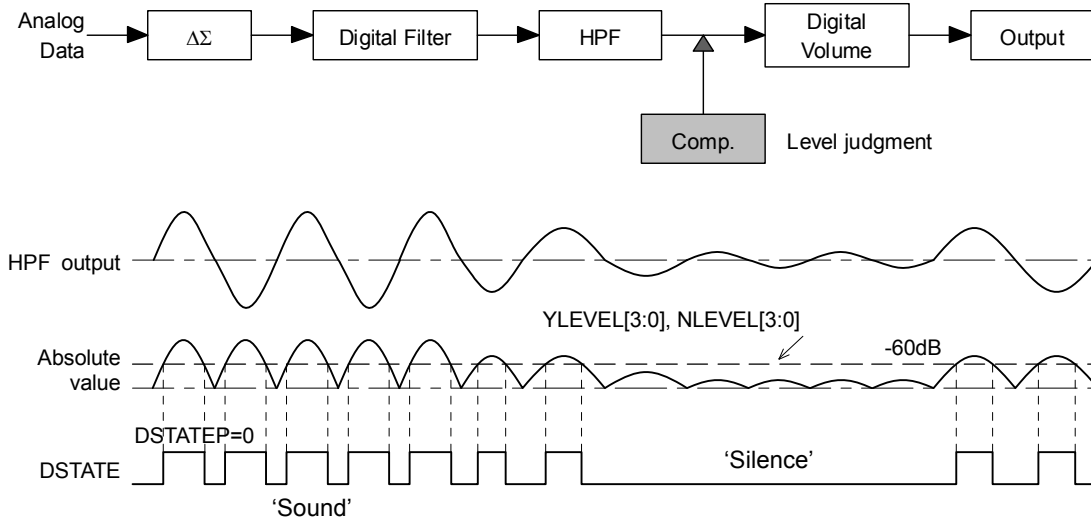 Analog
Data
ΔΣ
Digital Filter
HPF
Digital
Volume
Output
Comp.
Level judgment
HPF output
YLEVEL[3:0], NLEVEL[3:0]
-60dB
Absolute
value
DSTATEP=0
DSTATE
‘Silence’
‘Sound’